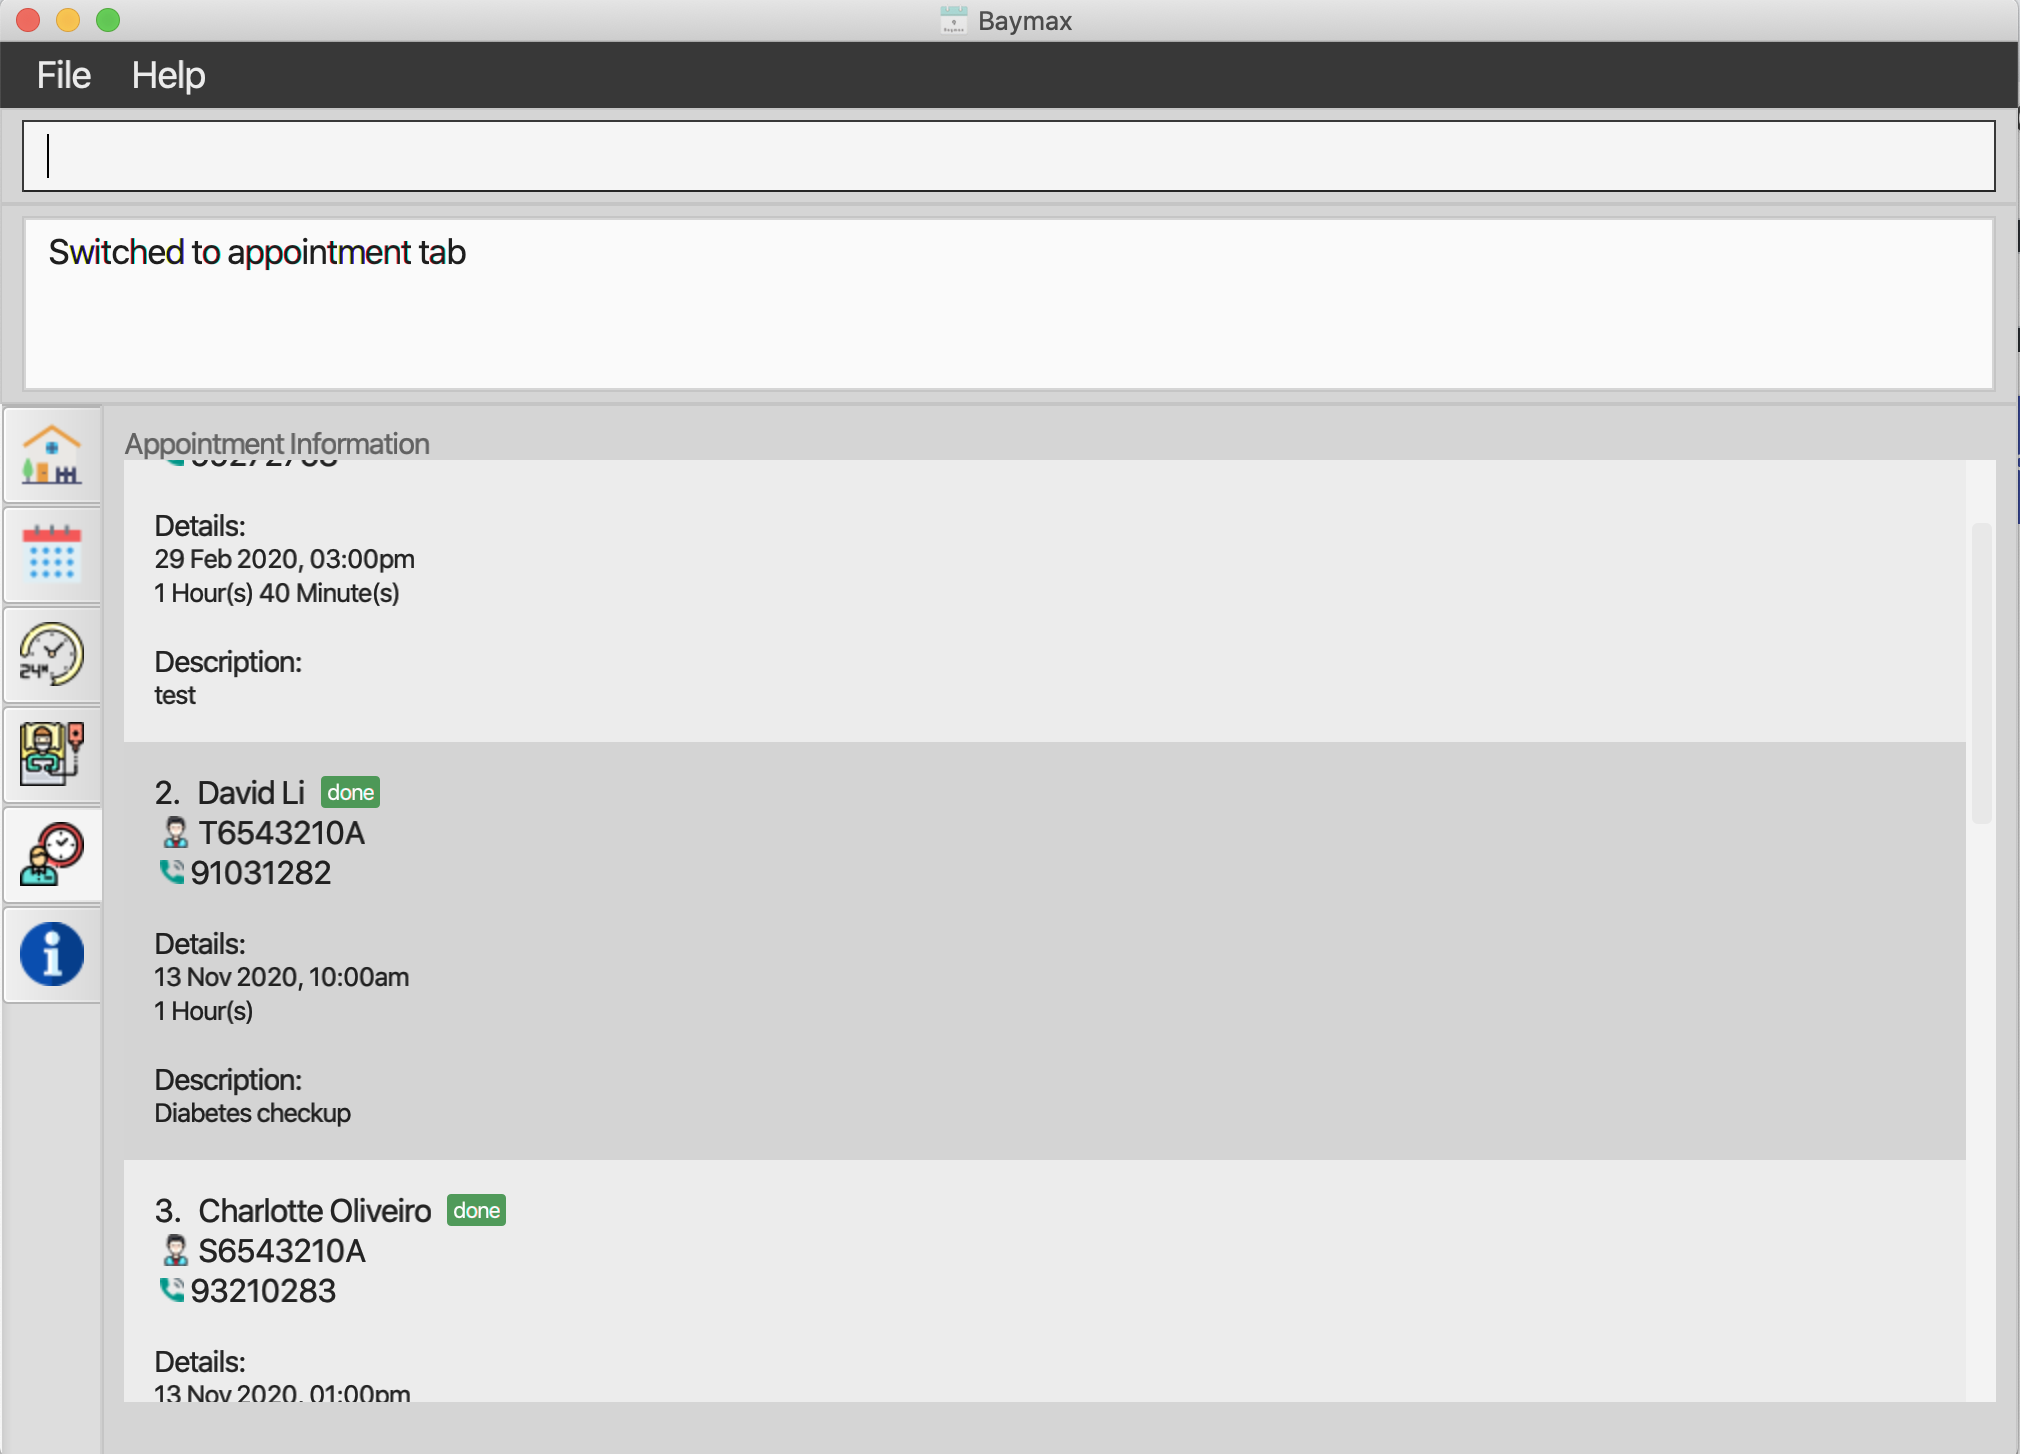 Baymax
File Help
Switched to appointment tab
Appointment Information
Details:
29 Feb 2020, 03:00pm
1 Hour(s) 40 Minute(s)
Description:
test
2. David Li done
T6543210A
91031282
Details:
13 Nov 2020, 10:00am
1 Hour(s)
Description:
Diabetes checkup
3. Charlotte Oliveiro done
S6543210A
93210283
Details:
13 Nov 2020, 01:00pm